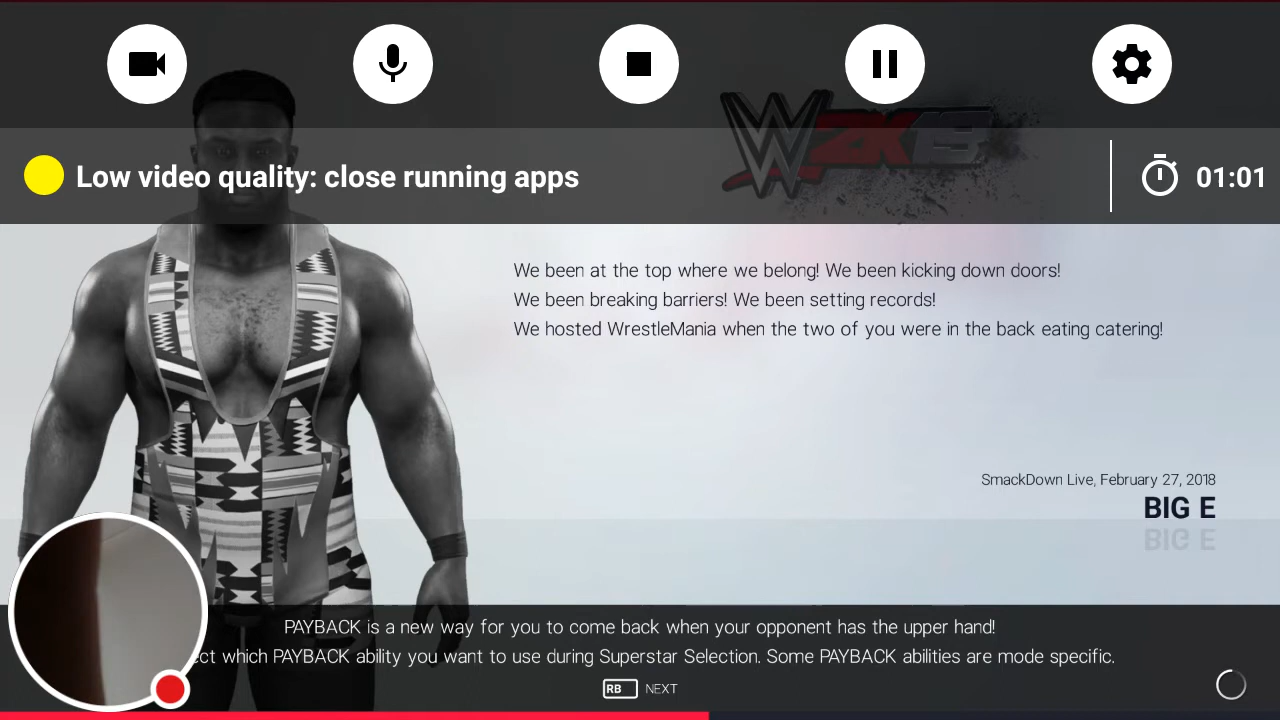 W2K19
Low video quality: close running apps
01:01
We been at the top where we belong! We been kicking down doors!
We been breaking barriers! We been setting records!
We hosted WrestleMania when the two of you were in the back eating catering!
SmackDown Live, February 27, 2018
BIG E
PAYBACK is a new way for you to come back when your opponent has the upper hand!
which PAYBACK ability you want to use during Superstar Selection. Some PAYBACK abilities are mode specific.
RB NEXT